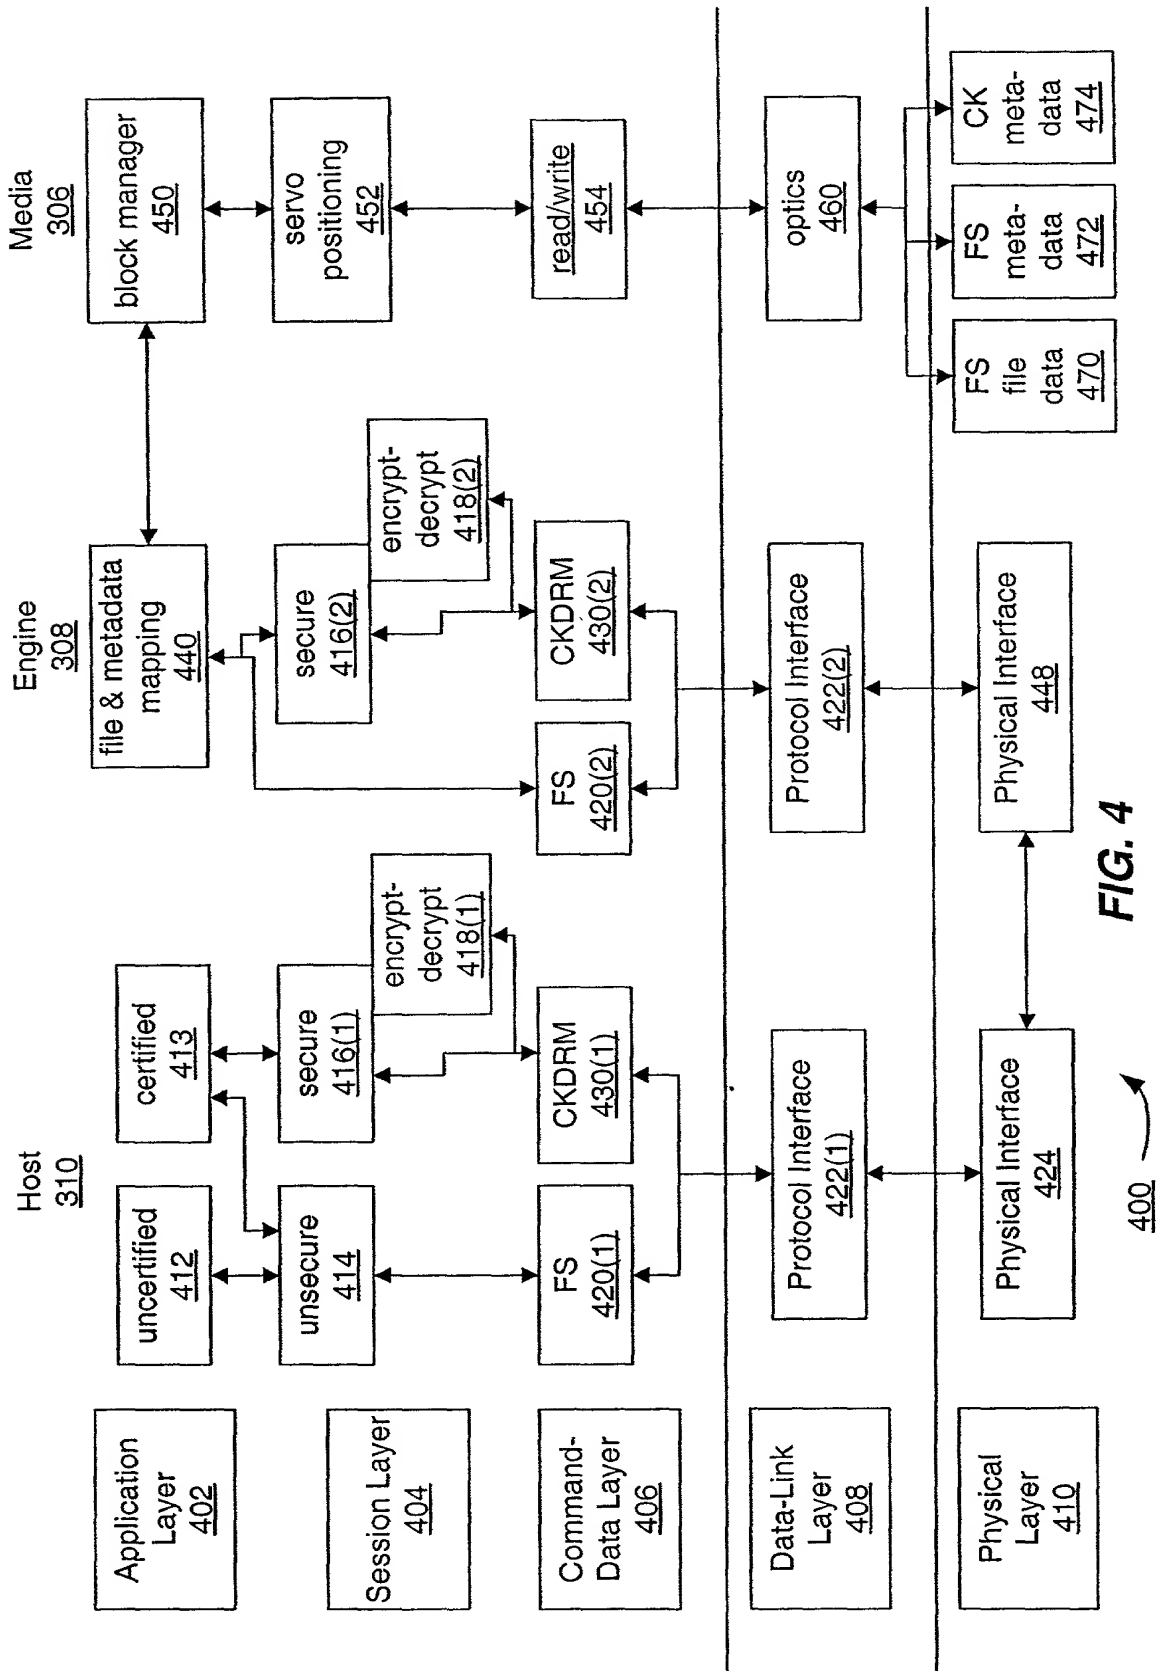 Host
310
Engine
308
Media
306
Application
Layer
402
uncertified
412
certified
413
file & metadata
mapping
440
block manager
450
Session Layer
404
unsecure
414
secure
416(1)
encrypt-
decrypt
418(1)
secure
416(2)
encrypt-
decrypt
418(2)
servo
positioning
452
Command-
Data Layer
406
FS
420(1)
CKDRM
430(1)
FS
420(2)
CKDRM
430(2)
read/write
454
Data-Link
Layer
408
Protocol Interface
422(1)
Protocol Interface
422(2)
optics
460
Physical
Layer
410
Physical Interface
424
Physical Interface
448
FS
file
data
470
FS
meta-
data
472
CK
meta-
data
474
400
FIG. 4